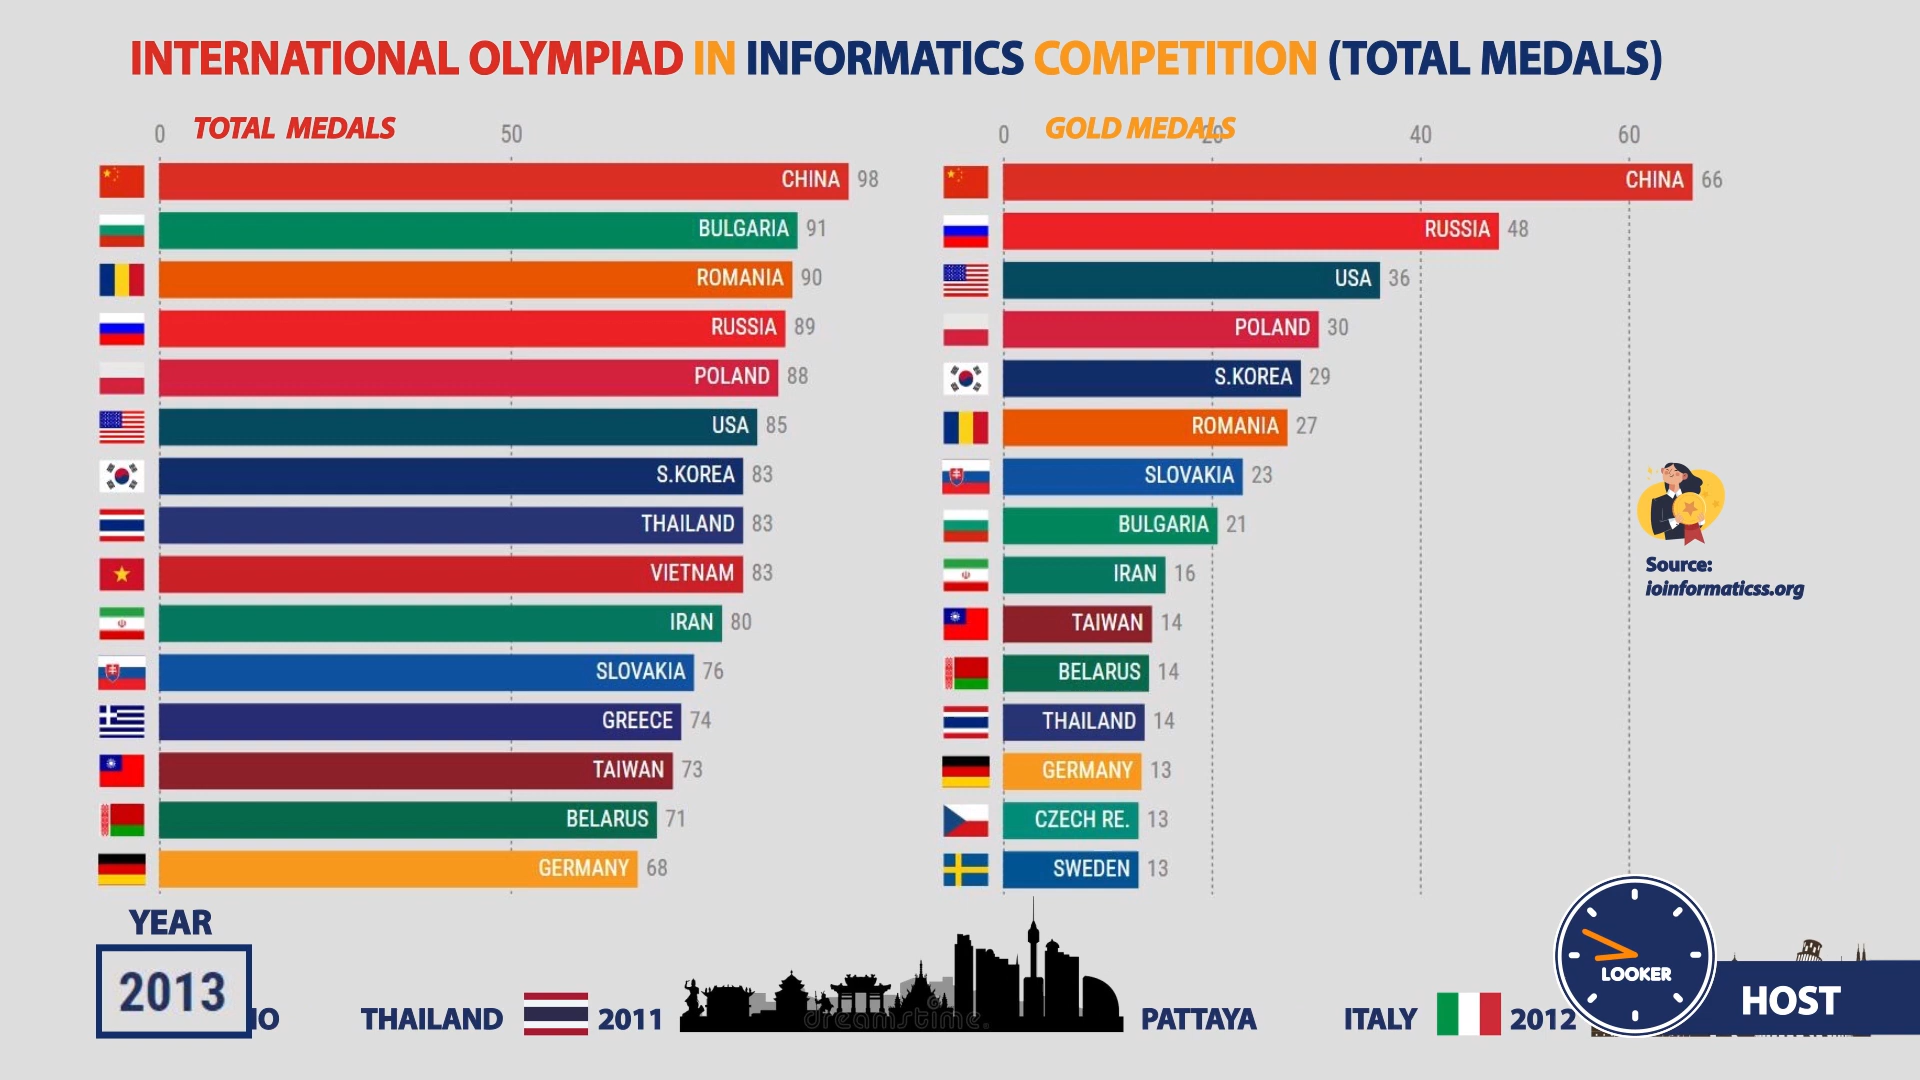 INTERNATIONAL OLYMPIAD IN INFORMATICS COMPETITION (TOTAL MEDALS)
TOTAL MEDALS
0 50
CHINA 98
BULGARIA 91
ROMANIA 90
RUSSIA 89
POLAND 88
USA 85
S.KOREA 83
THAILAND 83
VIETNAM 83
IRAN 80
SLOVAKIA 76
GREECE 74
TAIWAN 73
BELARUS 71
GERMANY 68
GOLD MEDALS
0 20 40 60
CHINA 66
RUSSIA 48
USA 36
POLAND 30
S.KOREA 29
ROMANIA 27
SLOVAKIA 23
BULGARIA 21
IRAN 16
TAIWAN 14
BELARUS 14
THAILAND 14
GERMANY 13
CZECH RE. 13
SWEDEN 13
Source:
ioinformaticss.org
YEAR
2013
IO THAILAND 2011 PATTAYA ITALY 2012
dreamstime.
LOOKER
HOST